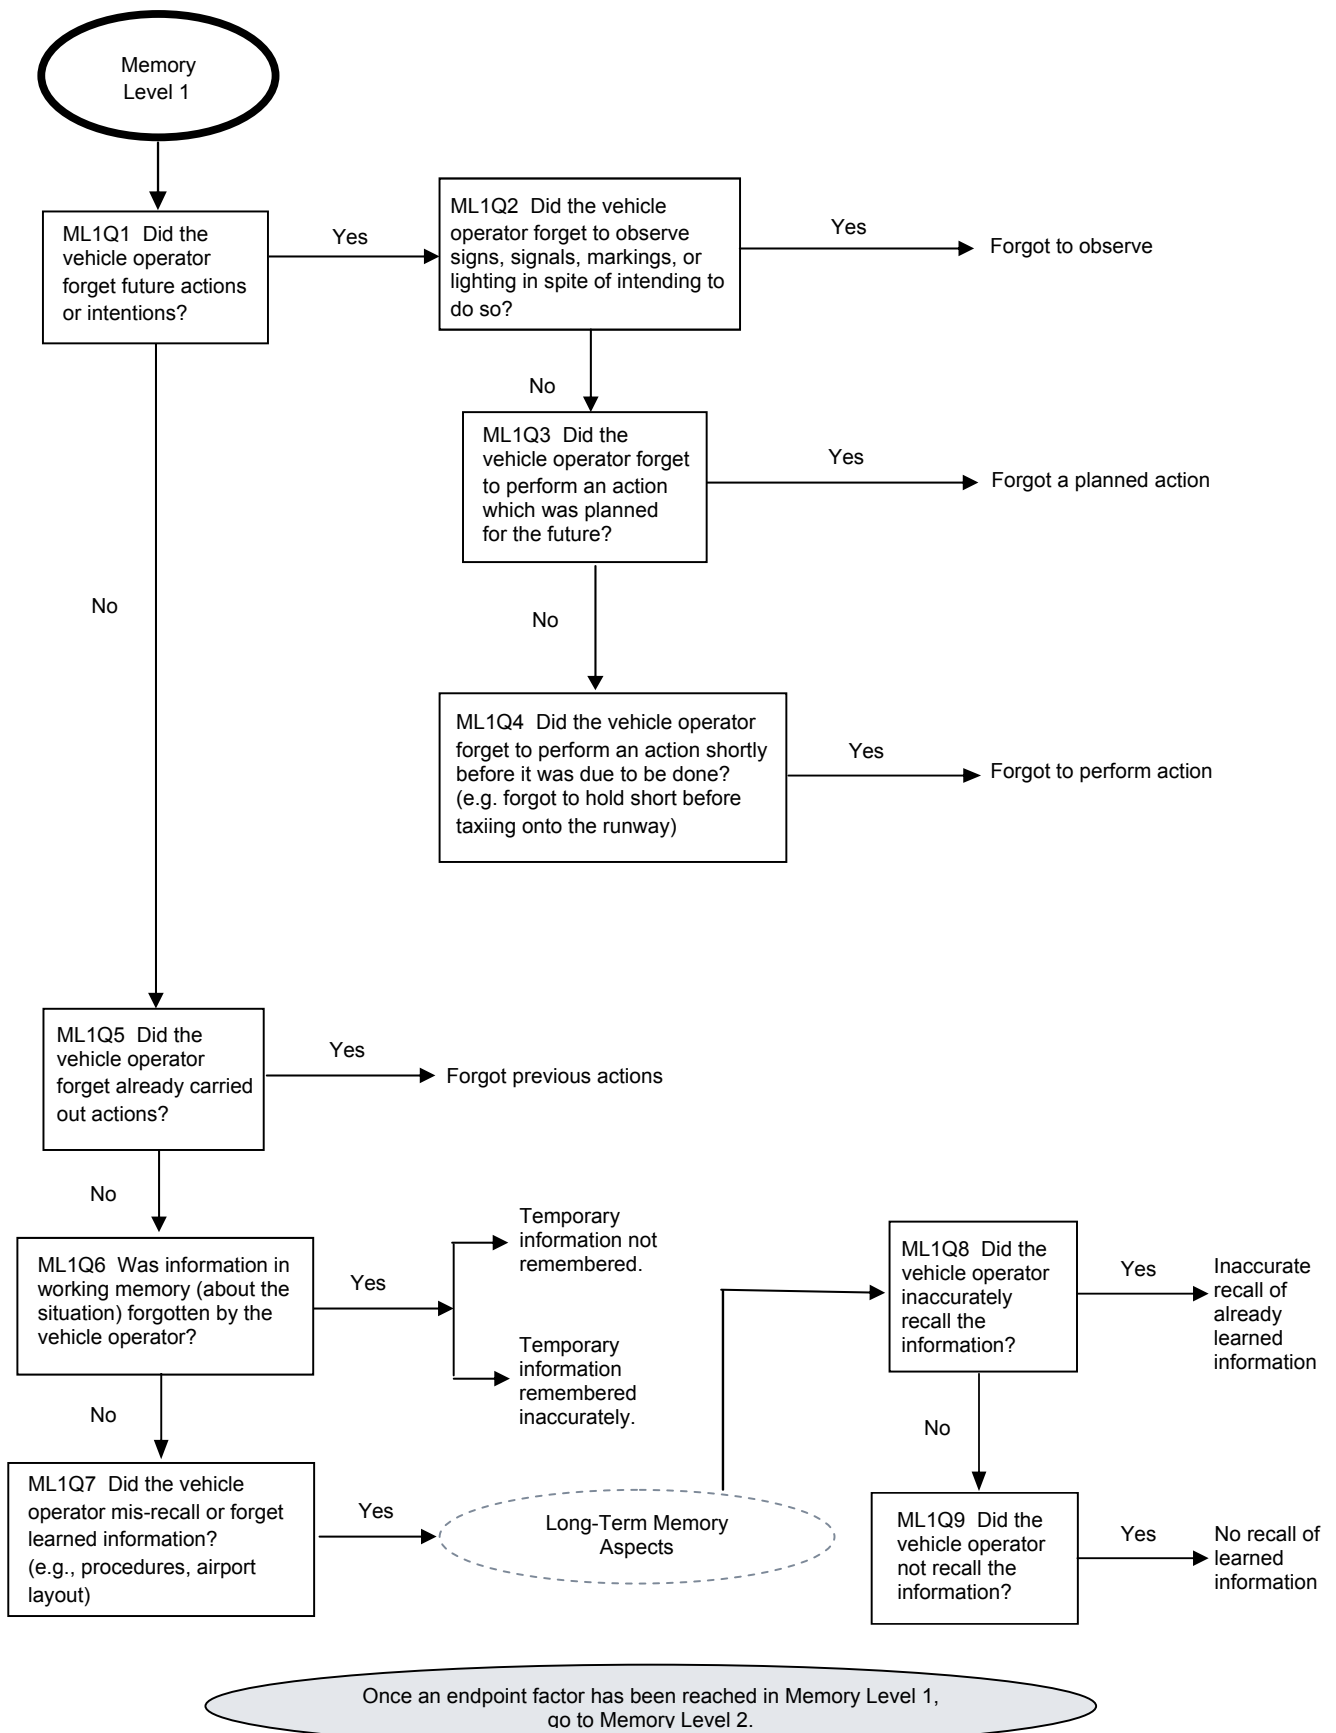 Memory
Level 1
ML1Q1 Did the
vehicle operator
forget future actions
or intentions?
Yes
ML1Q2 Did the vehicle
operator forget to observe
signs, signals, markings, or
lighting in spite of intending to
do so?
Yes
Forgot to observe
No
ML1Q3 Did the
vehicle operator forget
to perform an action
which was planned
for the future?
Yes
Forgot a planned action
No
No
ML1Q4 Did the vehicle operator
forget to perform an action shortly
before it was due to be done?
(e.g. forgot to hold short before
taxiing onto the runway)
Yes
Forgot to perform action
ML1Q5 Did the
vehicle operator
forget already carried
out actions?
Yes
Forgot previous actions
No
ML1Q6 Was information in
working memory (about the
situation) forgotten by the
vehicle operator?
Yes
Temporary
information not
remembered.
Temporary
information
remembered
inaccurately.
No
ML1Q7 Did the vehicle
operator mis-recall or forget
learned information?
(e.g., procedures, airport
layout)
Yes
Long-Term Memory
Aspects
ML1Q8 Did the
vehicle operator
inaccurately
recall the
information?
Yes
Inaccurate
recall of
already
learned
information
No
ML1Q9 Did the
vehicle operator
not recall the
information?
Yes
No recall of
learned
information
Once an endpoint factor has been reached in Memory Level 1,
go to Memory Level 2.